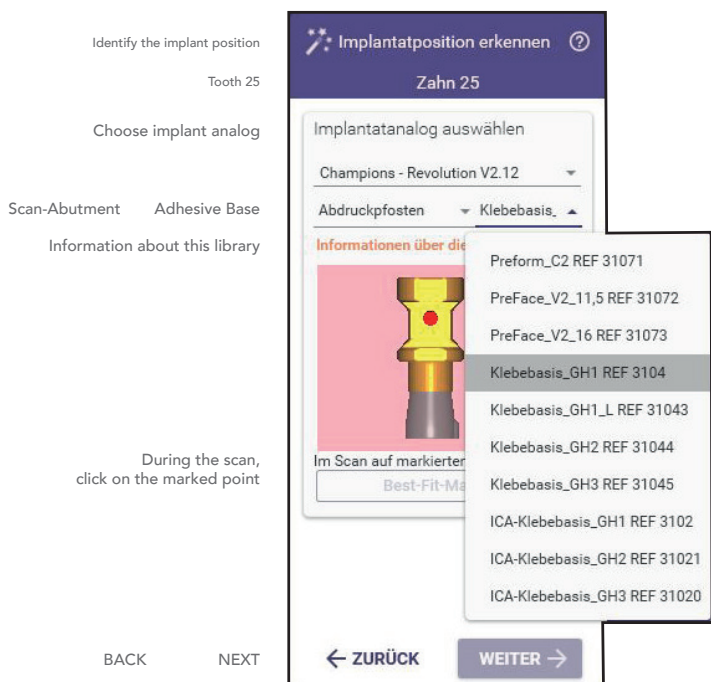 Identify the implant position
Implantatposition erkennen ?
Tooth 25
Zahn 25
Choose implant analog
Implantatanalog auswählen
Champions - Revolution V2.12
Scan-Abutment Adhesive Base
Abdruckpfosten Klebebasis_
Information about this library
Informationen über die
Preform_C2 REF 31071
PreFace_V2_11,5 REF 31072
PreFace_V2_16 REF 31073
Klebebasis_GH1 REF 3104
Klebebasis_GH1_L REF 31043
Klebebasis_GH2 REF 31044
Klebebasis_GH3 REF 31045
ICA-Klebebasis_GH1 REF 3102
ICA-Klebebasis_GH2 REF 31021
ICA-Klebebasis_GH3 REF 31020
During the scan,
click on the marked point
Im Scan auf markierten
Best-Fit-Ma
BACK NEXT
← ZURÜCK WEITER →